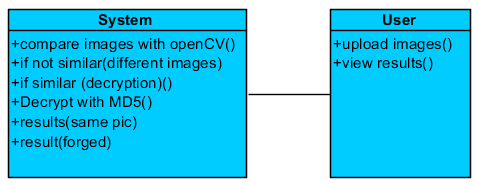 System
+compare images with openCV()
+if not similar(different images)
+if similar (decryption)()
+Decrypt with MD5()
+results(same pic)
+result(forged)
User
+upload images()
+view results()